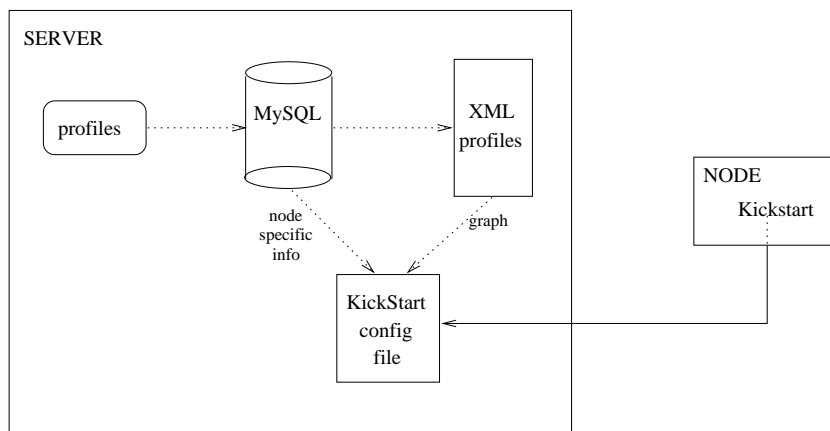 SERVER
profiles
MySQL
XML
profiles
node
specific
info
graph
KickStart
config
file
NODE
Kickstart